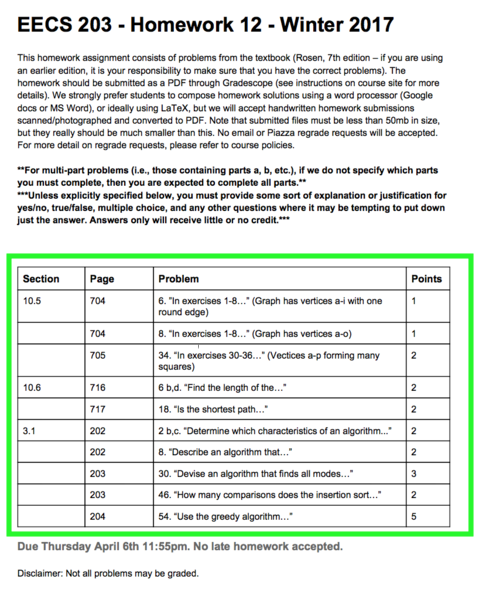 EECS 203 - Homework 12 - Winter 2017
This homework assignment consists of problems from the textbook (Rosen, 7th edition – if you are using
an earlier edition, it is your responsibility to make sure that you have the correct problems). The
homework should be submitted as a PDF through Gradescope (see instructions on course site for more
details). We strongly prefer students to compose homework solutions using a word processor (Google
docs or MS Word), or ideally using LaTeX, but we will accept handwritten homework submissions
scanned/photographed and converted to PDF. Note that submitted files must be less than 50mb in size,
but they really should be much smaller than this. No email or Piazza regrade requests will be accepted.
For more detail on regrade requests, please refer to course policies.
**For multi-part problems (i.e., those containing parts a, b, etc.), if we do not specify which parts
you must complete, then you are expected to complete all parts.**
***Unless explicitly specified below, you must provide some sort of explanation or justification for
yes/no, true/false, multiple choice, and any other questions where it may be tempting to put down
just the answer. Answers only will receive little or no credit.***
Section Page Problem Points
10.5 704 6. "In exercises 1-8…" (Graph has vertices a-i with one 1
round edge)
704 8. "In exercises 1-8…" (Graph has vertices a-o) 1
705 34. "In exercises 30-36…" (Vectices a-p forming many 2
squares)
10.6 716 6 b,d. "Find the length of the…" 2
717 18. "Is the shortest path…" 2
3.1 202 2 b,c. "Determine which characteristics of an algorithm..." 2
202 8. "Describe an algorithm that…" 2
203 30. "Devise an algorithm that finds all modes…" 3
203 46. "How many comparisons does the insertion sort…" 2
204 54. "Use the greedy algorithm…" 5
Due Thursday April 6th 11:55pm. No late homework accepted.
Disclaimer: Not all problems may be graded.